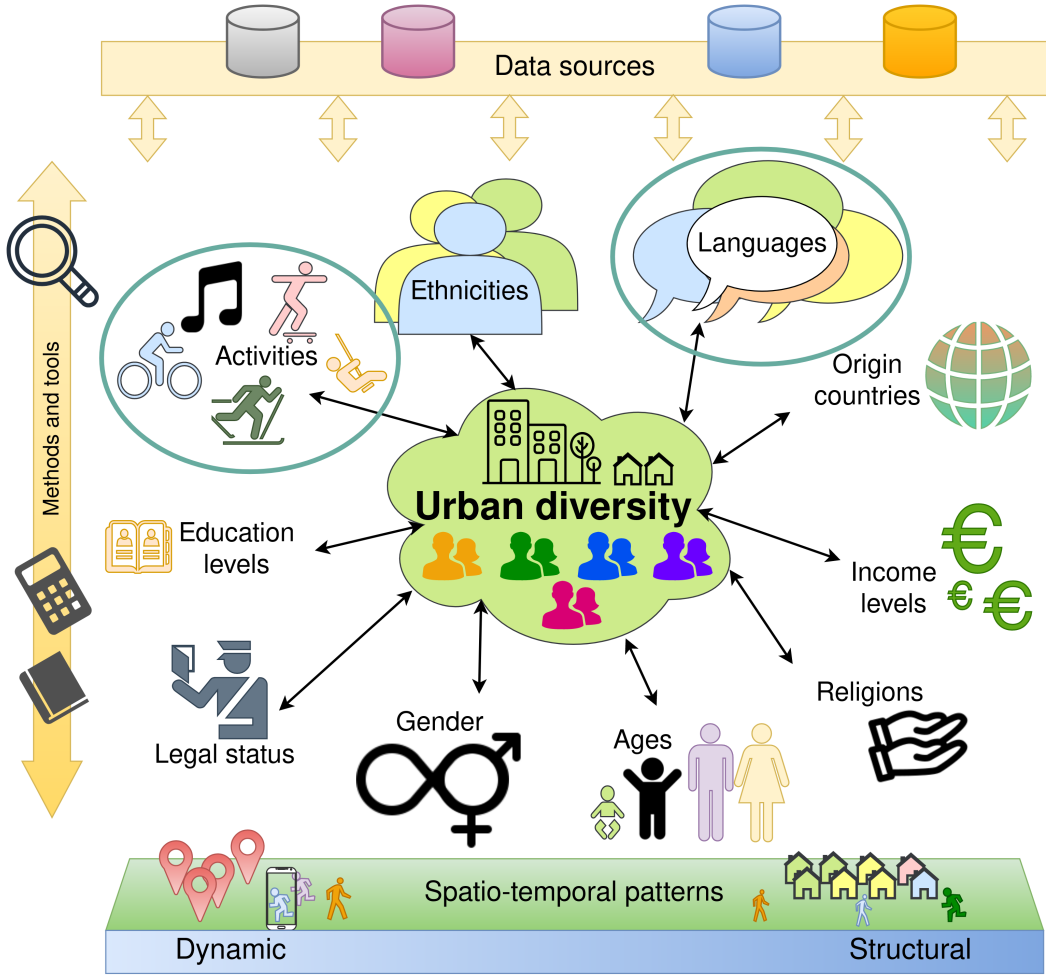 Data sources
Languages
Ethnicities
Activities
Origin
countries
Methods and tools
Urban diversity
Education
levels
Income
levels
Religions
Gender
Legal status
Ages
Spatio-temporal patterns
Dynamic
Structural